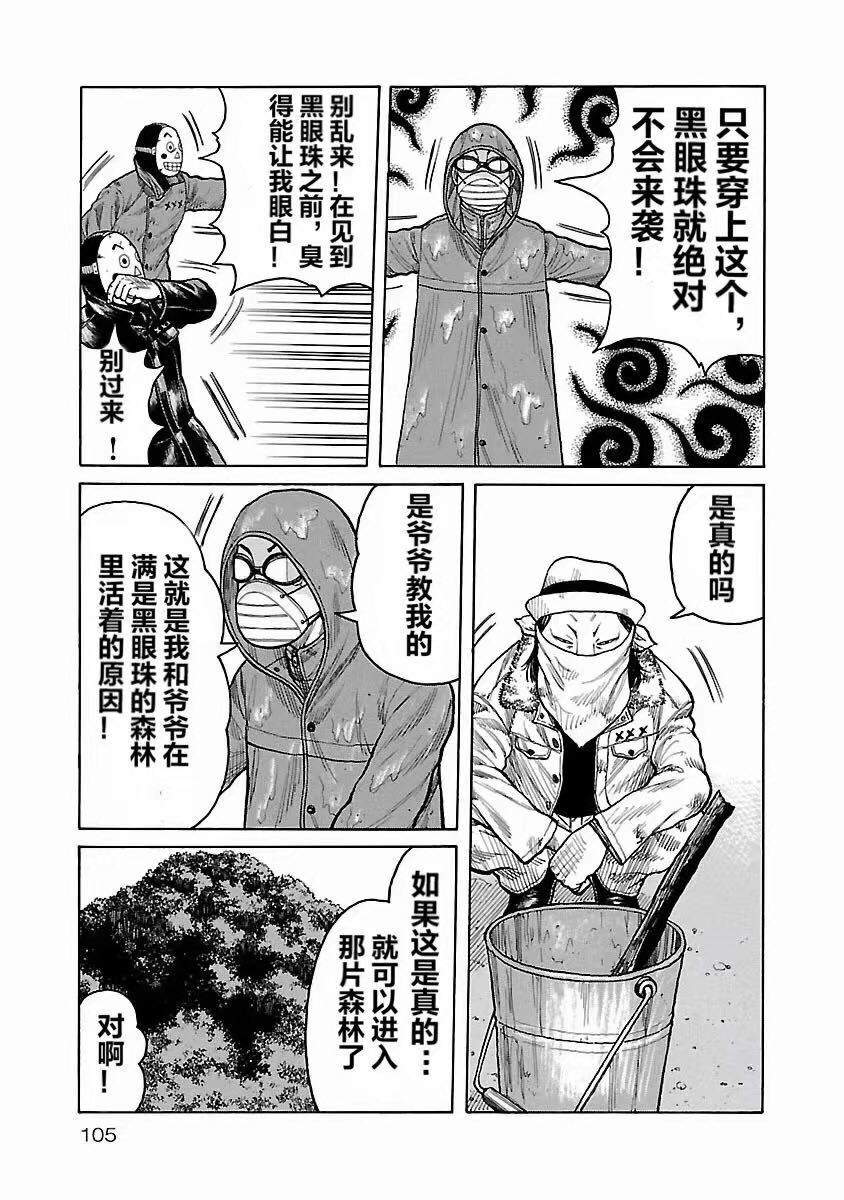 只要穿上这个，
黑眼珠就绝对
不会来袭！
别乱来！在见到
黑眼珠之前，臭
得能让我眼白
别过来！
是真的吗
是爷爷教我的
这就是我和爷爷在
满是黑眼珠的森林
里活着的原因！
如果这是真的…
就可以进入
那片森林了
对啊！
105